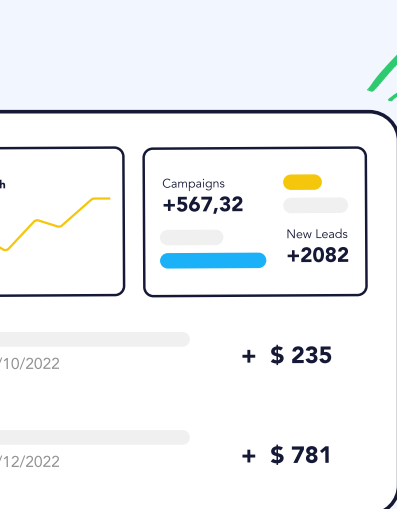 h
Campaigns
+567,32
New Leads
+2082
+ $ 235
/10/2022
+ $ 781
/12/2022